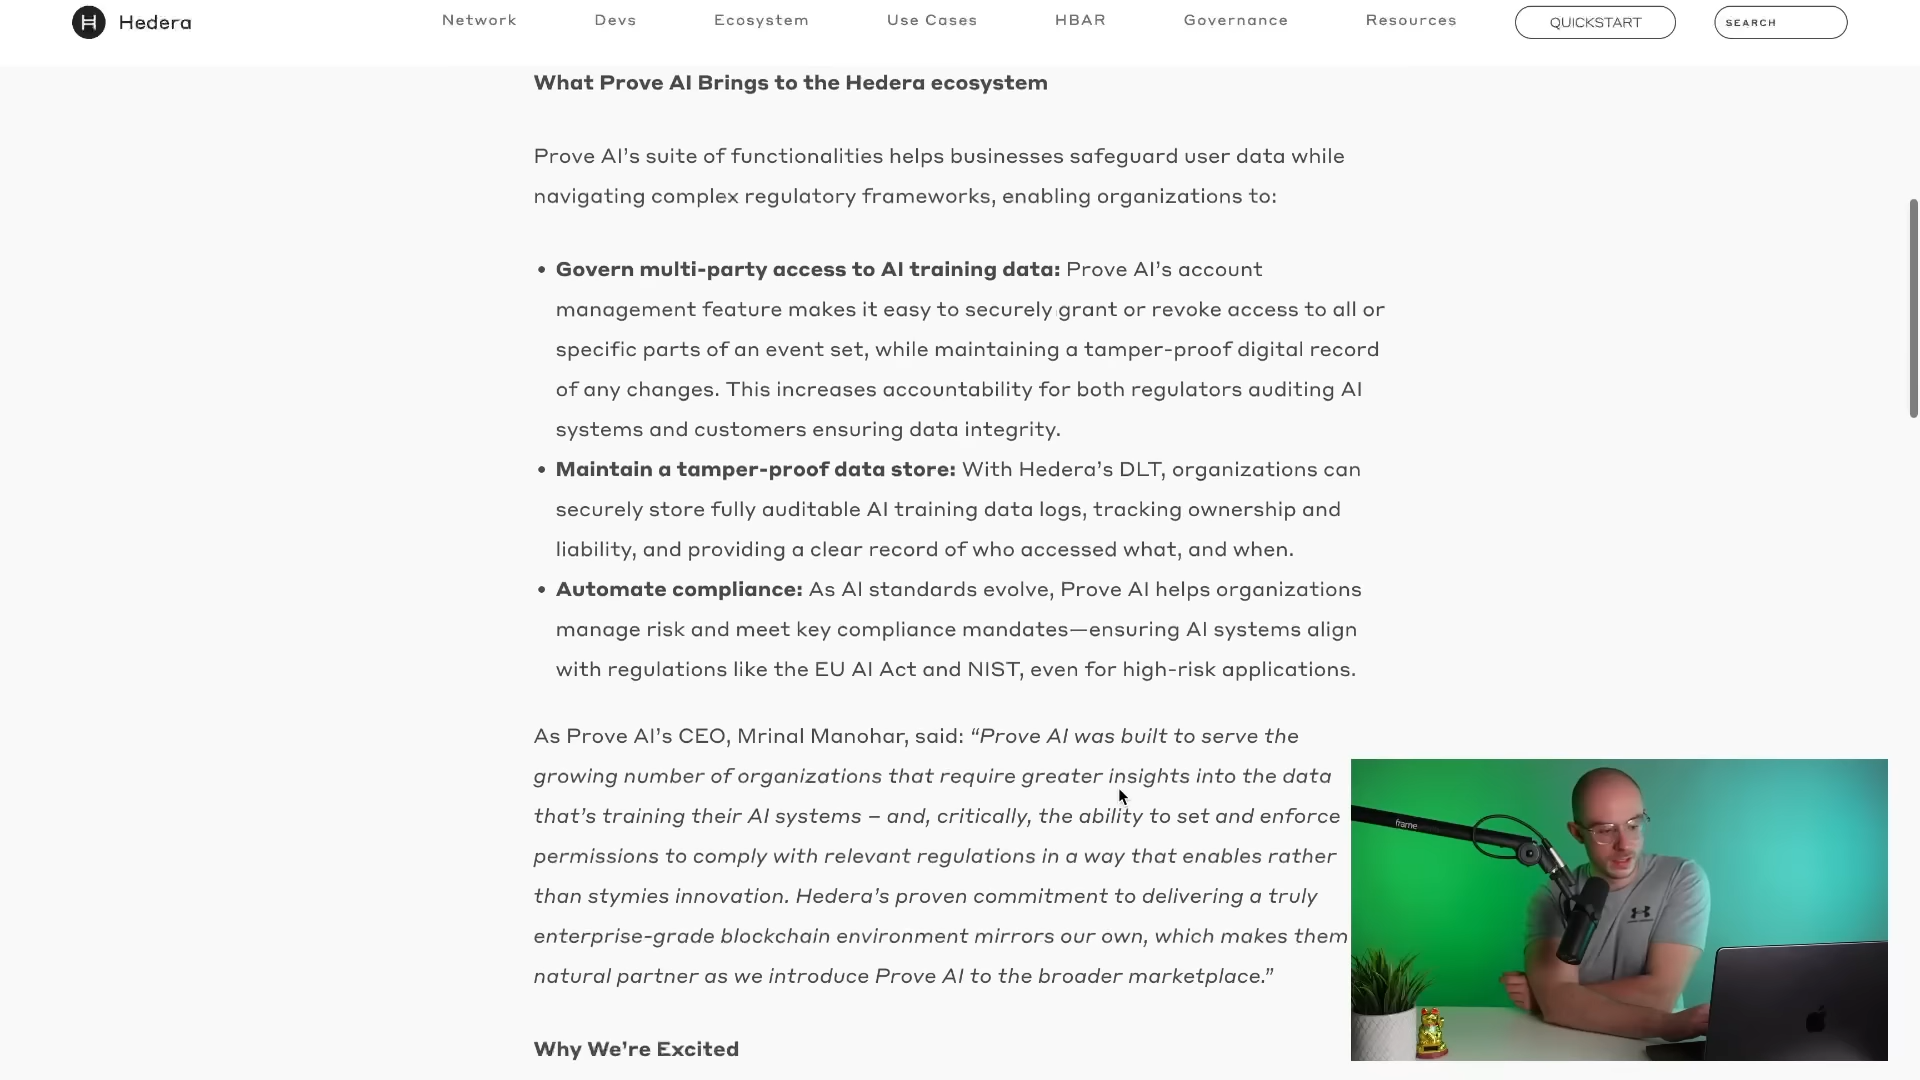 Hedera
Network Devs Ecosystem Use Cases HBAR Governance Resources QUICKSTART SEARCH
What Prove AI Brings to the Hedera ecosystem
Prove AI’s suite of functionalities helps businesses safeguard user data while
navigating complex regulatory frameworks, enabling organizations to:
• Govern multi-party access to AI training data: Prove AI’s account
management feature makes it easy to securely grant or revoke access to all or
specific parts of an event set, while maintaining a tamper-proof digital record
of any changes. This increases accountability for both regulators auditing AI
systems and customers ensuring data integrity.
• Maintain a tamper-proof data store: With Hedera’s DLT, organizations can
securely store fully auditable AI training data logs, tracking ownership and
liability, and providing a clear record of who accessed what, and when.
• Automate compliance: As AI standards evolve, Prove AI helps organizations
manage risk and meet key compliance mandates—ensuring AI systems align
with regulations like the EU AI Act and NIST, even for high-risk applications.
As Prove AI’s CEO, Mrinal Manohar, said: “Prove AI was built to serve the
growing number of organizations that require greater insights into the data
that’s training their AI systems – and, critically, the ability to set and enforce
permissions to comply with relevant regulations in a way that enables rather
than stymies innovation. Hedera’s proven commitment to delivering a truly
enterprise-grade blockchain environment mirrors our own, which makes them
natural partner as we introduce Prove AI to the broader marketplace.”
Why We’re Excited
frame